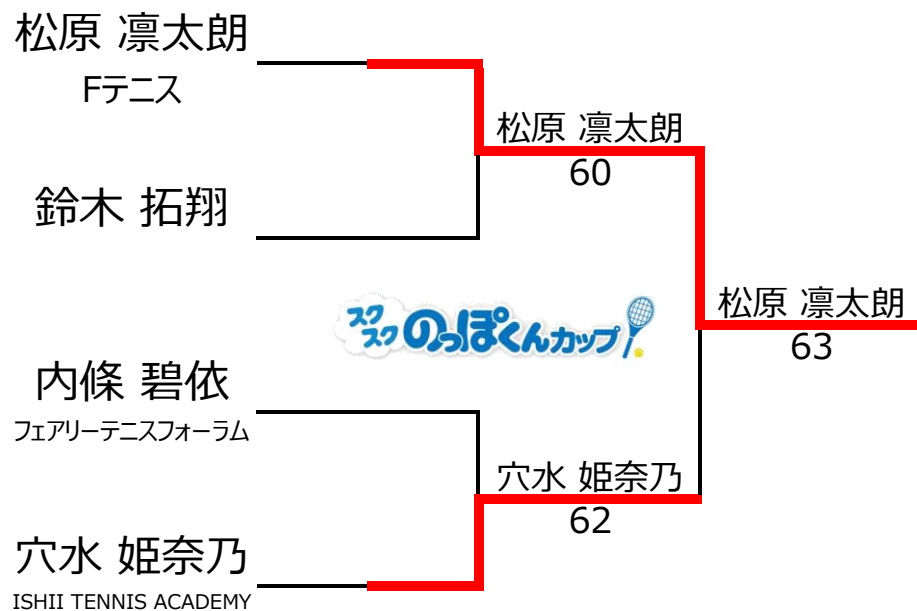 松原 凛太朗
Fテニス
松原 凛太朗
60
鈴木 拓翔
松原 凛太朗
63
スクスク のっぽくんカップ
内條 碧依
フェアリーテニスフォーラム
穴水 姫奈乃
62
穴水 姫奈乃
ISHII TENNIS ACADEMY